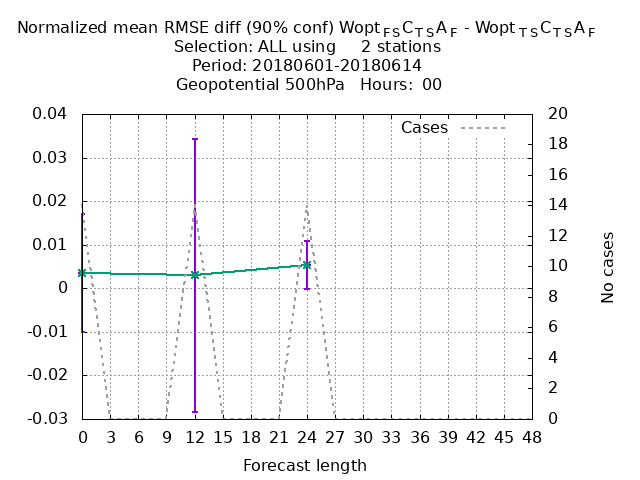 Normalized mean RMSE diff (90% conf) Wopt FS C TS A F - Wopt TS C TS A F
Selection: ALL using 2 stations
Period: 20180601-20180614
Geopotential 500hPa Hours: 00
Cases
0.04
0.03
0.02
0.01
0
-0.01
-0.02
-0.03
20
18
16
14
12
10
8
6
4
2
0
No cases
0 3 6 9 12 15 18 21 24 27 30 33 36 39 42 45 48
Forecast length